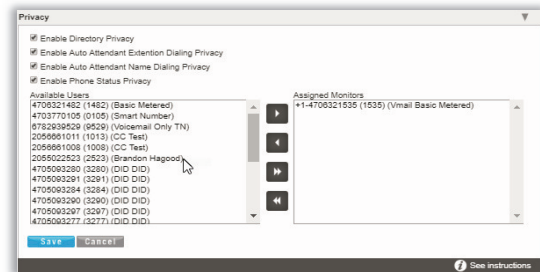 Privacy
Enable Directory Privacy
Enable Auto Attendant Extention Dialing Privacy
Enable Auto Attendant Name Dialing Privacy
Enable Phone Status Privacy
Available Users
4706321482 (1482) (Basic Metered)
4703770105 (0105) (Smart Number)
6782939529 (9529) (Voicemail Only TN)
2056661011 (1013) (CC Test)
2056661008 (1008) (CC Test)
2055022523 (2523) (Brandon Hagood)
4705093280 (3280) (DID DID)
4705093291 (3291) (DID DID)
4705093284 (3284) (DID DID)
4705093290 (3290) (DID DID)
4705093297 (3297) (DID DID)
4705093277 (3277) (DID DID)
Assigned Monitors
+1-4706321535 (1535) (Vmail Basic Metered)
Save Cancel
See instructions